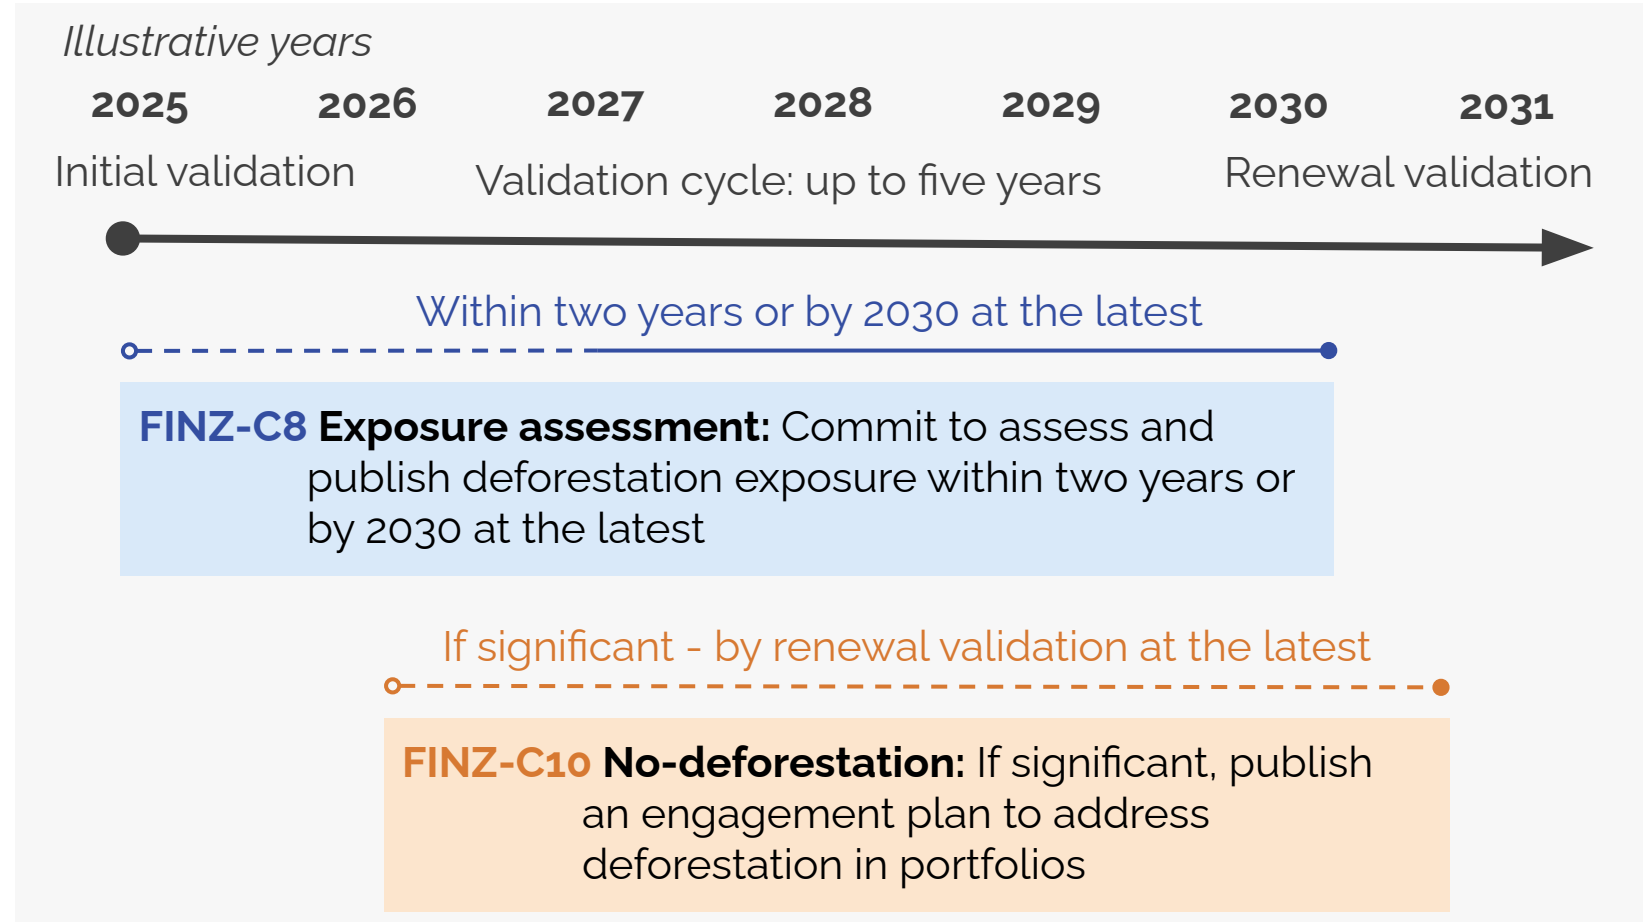 Illustrative years
2025 2026 2027 2028 2029 2030 2031
Initial validation Validation cycle: up to five years Renewal validation
Within two years or by 2030 at the latest
FINZ-C8 Exposure assessment: Commit to assess and
publish deforestation exposure within two years or
by 2030 at the latest
If significant - by renewal validation at the latest
FINZ-C10 No-deforestation: If significant, publish
an engagement plan to address
deforestation in portfolios